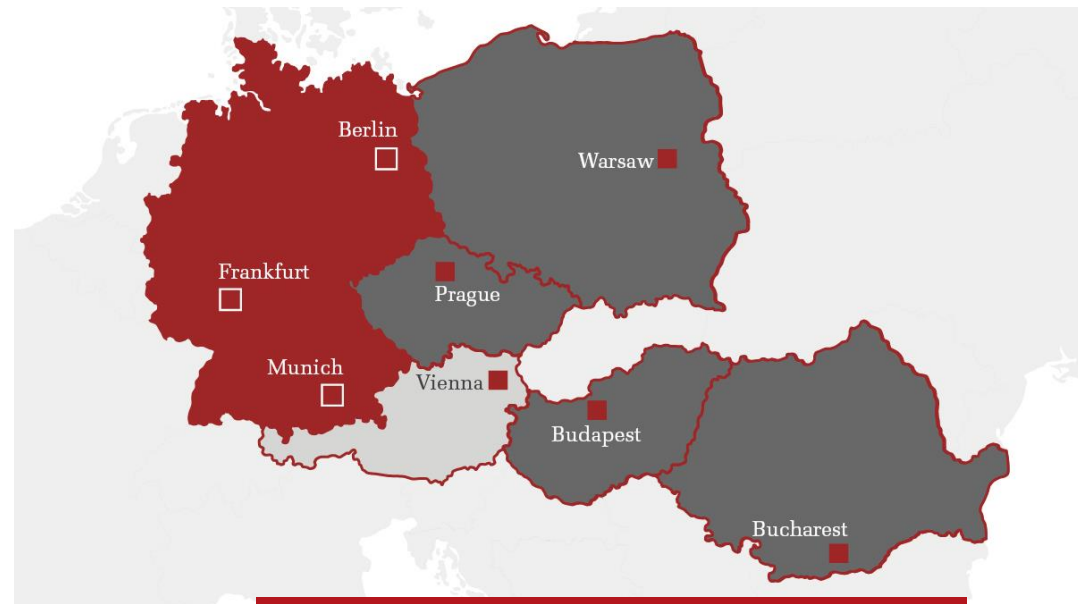 Berlin
Warsaw
Frankfurt
Prague
Munich
Vienna
Budapest
Bucharest